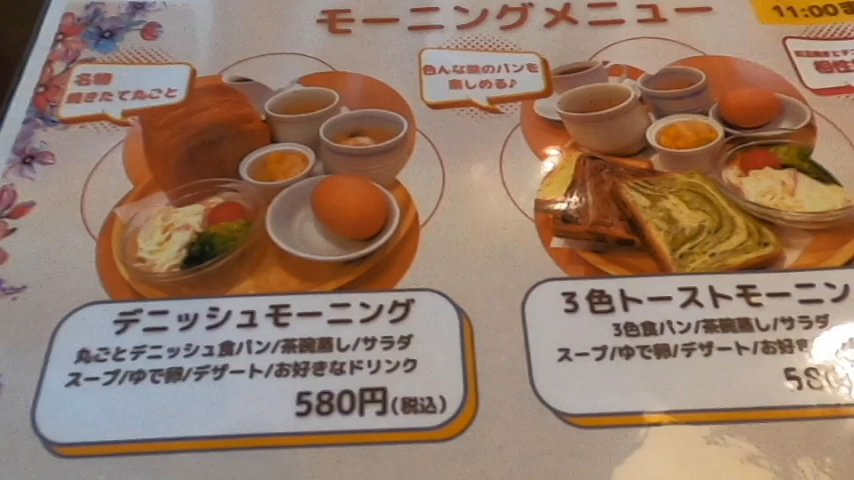 モーニングメニュー
11:00ま
名物
焼きたて丸ごと
色んな種のパンを
楽しめる♪
相性
デニッシュモーニング
丸ごとデニッシュ食パン/茶碗蒸し/サラダ
スープ/ゆで卵/デザート/お好きなドリンク
580円(税込)
3色トーストモーニン
3色食パン/茶碗蒸し/サラダ
スープ/ゆで卵/デザート/お好き
580